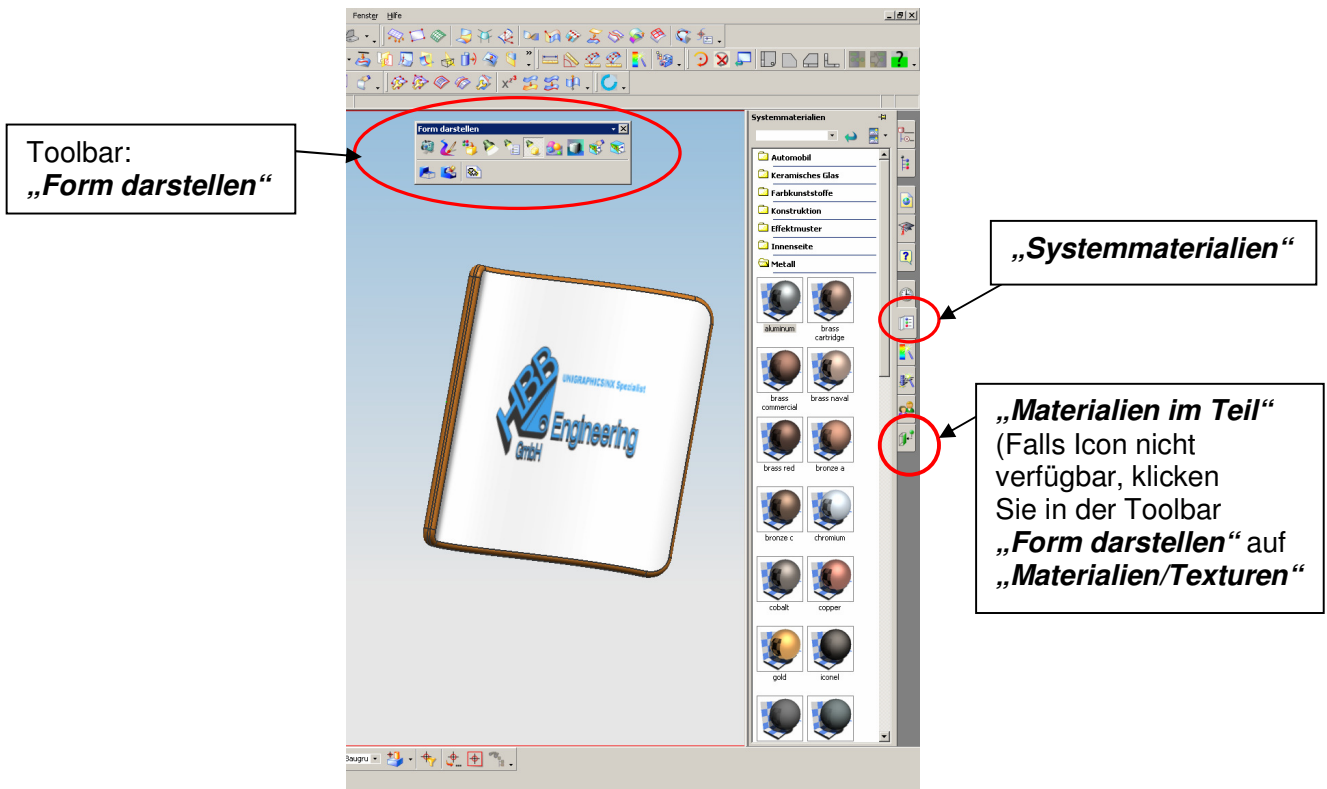 Fenster Hilfe
Toolbar:
„Form darstellen“
Form darstellen
Systemmaterialien
Automobil
Keramisches Glas
Farbkunststoffe
Konstruktion
Effektmuster
Innenseite
Metall
aluminum
brass cartridge
brass commercial
brass naval
brass red
bronze a
bronze c
chromium
cobalt
copper
gold
iconel
UNIGRAPHICS/NX Spezialist
HBB
Engineering
GmbH
„Systemmaterialien“
„Materialien im Teil“
(Falls Icon nicht
verfügbar, klicken
Sie in der Toolbar
„Form darstellen“ auf
„Materialien/Texturen“
Baugru